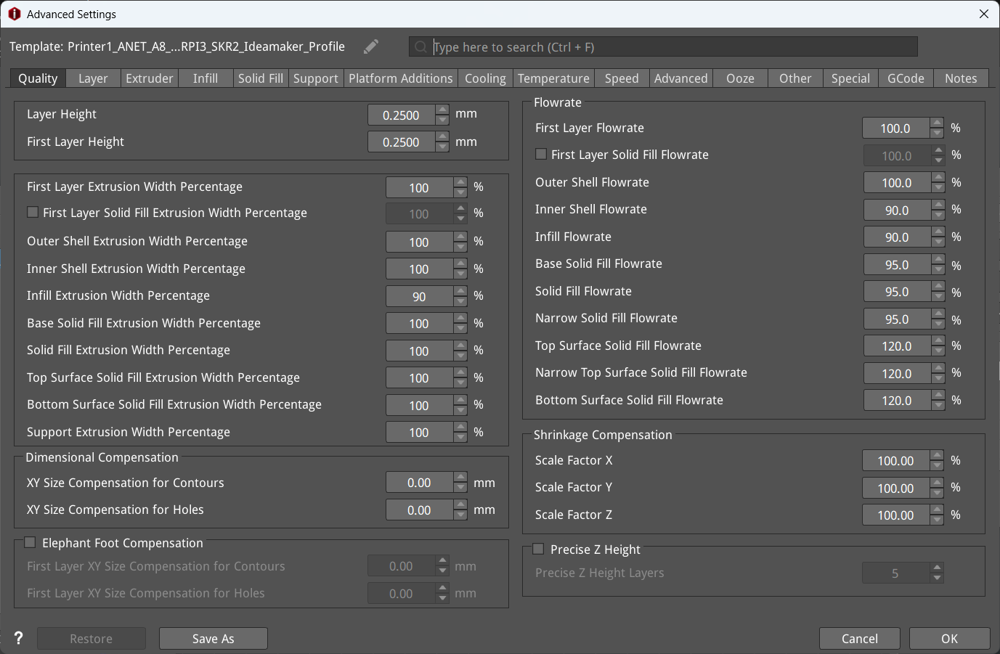 Advanced Settings
Template: Printer1_ANET_A8_...RPI3_SKR2_Ideamaker_Profile
Type here to search (Ctrl + F)
Quality Layer Extruder Infill Solid Fill Support Platform Additions Cooling Temperature Speed Advanced Ooze Other Special GCode Notes
Layer Height 0.2500 mm
First Layer Height 0.2500 mm
First Layer Extrusion Width Percentage 100 %
First Layer Solid Fill Extrusion Width Percentage 100 %
Outer Shell Extrusion Width Percentage 100 %
Inner Shell Extrusion Width Percentage 100 %
Infill Extrusion Width Percentage 90 %
Base Solid Fill Extrusion Width Percentage 100 %
Solid Fill Extrusion Width Percentage 100 %
Top Surface Solid Fill Extrusion Width Percentage 100 %
Bottom Surface Solid Fill Extrusion Width Percentage 100 %
Support Extrusion Width Percentage 100 %
Dimensional Compensation
XY Size Compensation for Contours 0.00 mm
XY Size Compensation for Holes 0.00 mm
Elephant Foot Compensation
First Layer XY Size Compensation for Contours 0.00 mm
First Layer XY Size Compensation for Holes 0.00 mm
Flowrate
First Layer Flowrate 100.0 %
First Layer Solid Fill Flowrate 100.0 %
Outer Shell Flowrate 100.0 %
Inner Shell Flowrate 90.0 %
Infill Flowrate 90.0 %
Base Solid Fill Flowrate 95.0 %
Solid Fill Flowrate 95.0 %
Narrow Solid Fill Flowrate 95.0 %
Top Surface Solid Fill Flowrate 120.0 %
Narrow Top Surface Solid Fill Flowrate 120.0 %
Bottom Surface Solid Fill Flowrate 120.0 %
Shrinkage Compensation
Scale Factor X 100.00 %
Scale Factor Y 100.00 %
Scale Factor Z 100.00 %
Precise Z Height
Precise Z Height Layers 5
? Restore Save As Cancel OK